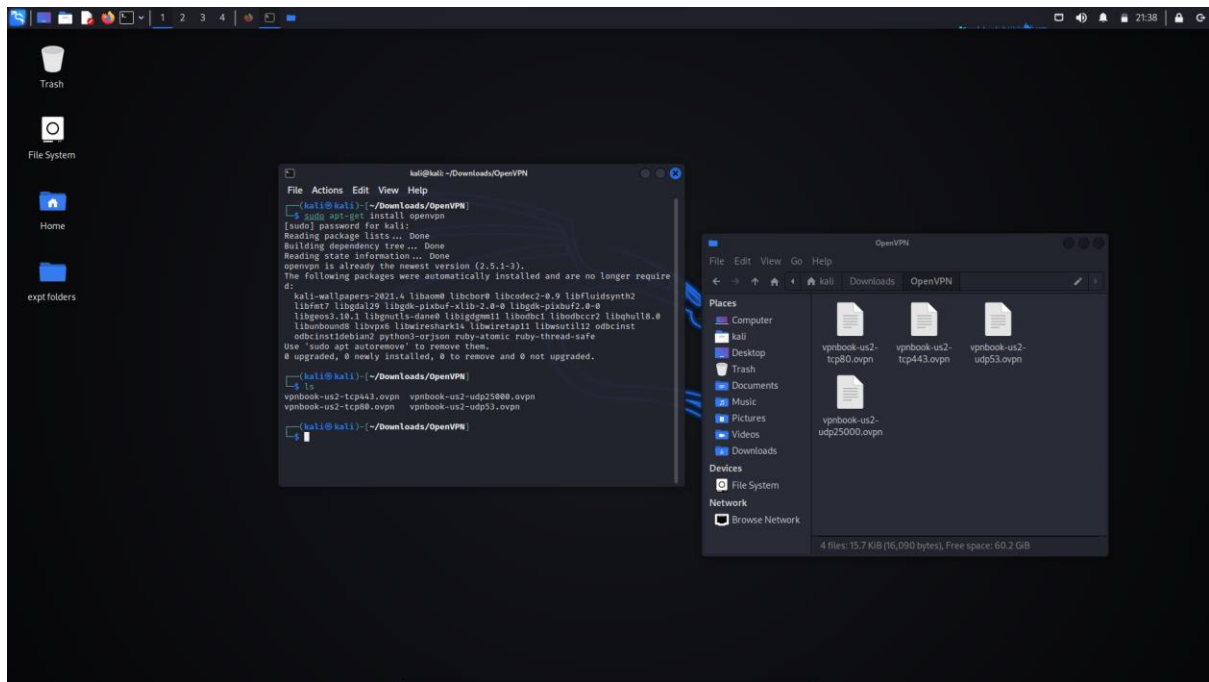 1 2 3 4
21:38
Trash
File System
Home
expt folders
kali@kali: ~/Downloads/OpenVPN
File Actions Edit View Help
(kali㉿kali)-[~/Downloads/OpenVPN]
$ sudo apt-get install openvpn
[sudo] password for kali:
Reading package lists... Done
Building dependency tree... Done
Reading state information... Done
openvpn is already the newest version (2.5.1-3).
The following packages were automatically installed and are no longer require
d:
kali-wallpapers-2021.4 libaom0 libcbor0 libcodec2-0.9 libfluidsynth2
libfmt7 libgdal29 libgdk-pixbuf-xlib-2.0-0 libgdk-pixbuf2.0-0
libgeos3.10.1 libgnutls-dane0 libigdgmm11 libodbc1 libodbccr2 libqhull8.0
libunbound8 libvpx6 libwireshark14 libwiretap11 libwsutil12 odbcinst
odbcinst1debian2 python3-orjson ruby-atomic ruby-thread-safe
Use 'sudo apt autoremove' to remove them.
0 upgraded, 0 newly installed, 0 to remove and 0 not upgraded.
(kali㉿kali)-[~/Downloads/OpenVPN]
$ ls
vpnbook-us2-tcp443.ovpn vpnbook-us2-udp25000.ovpn
vpnbook-us2-tcp80.ovpn vpnbook-us2-udp53.ovpn
(kali㉿kali)-[~/Downloads/OpenVPN]
$
OpenVPN
File Edit View Go Help
kali Downloads OpenVPN
Places
Computer
kali
Desktop
Trash
Documents
Music
Pictures
Videos
Downloads
Devices
File System
Network
Browse Network
vpnbook-us2- vpnbook-us2- vpnbook-us2-
tcp80.ovpn tcp443.ovpn udp53.ovpn
vpnbook-us2-
udp25000.ovpn
4 files: 15.7 KiB (16,090 bytes), Free space: 60.2 GiB